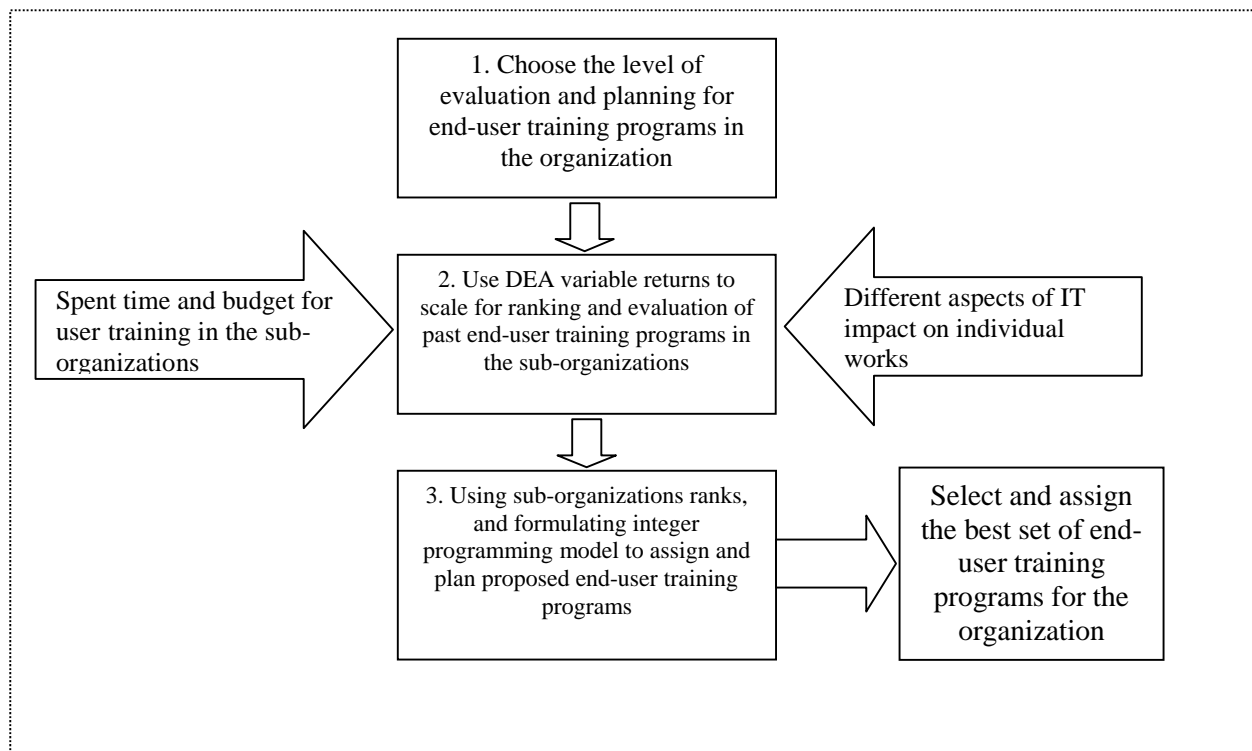 1. Choose the level of
evaluation and planning for
end-user training programs in
the organization
Spent time and budget for
user training in the sub-
organizations
2. Use DEA variable returns to
scale for ranking and evaluation of
past end-user training programs in
the sub-organizations
Different aspects of IT
impact on individual
works
3. Using sub-organizations ranks,
and formulating integer
programming model to assign and
plan proposed end-user training
programs
Select and assign
the best set of end-
user training
programs for the
organization